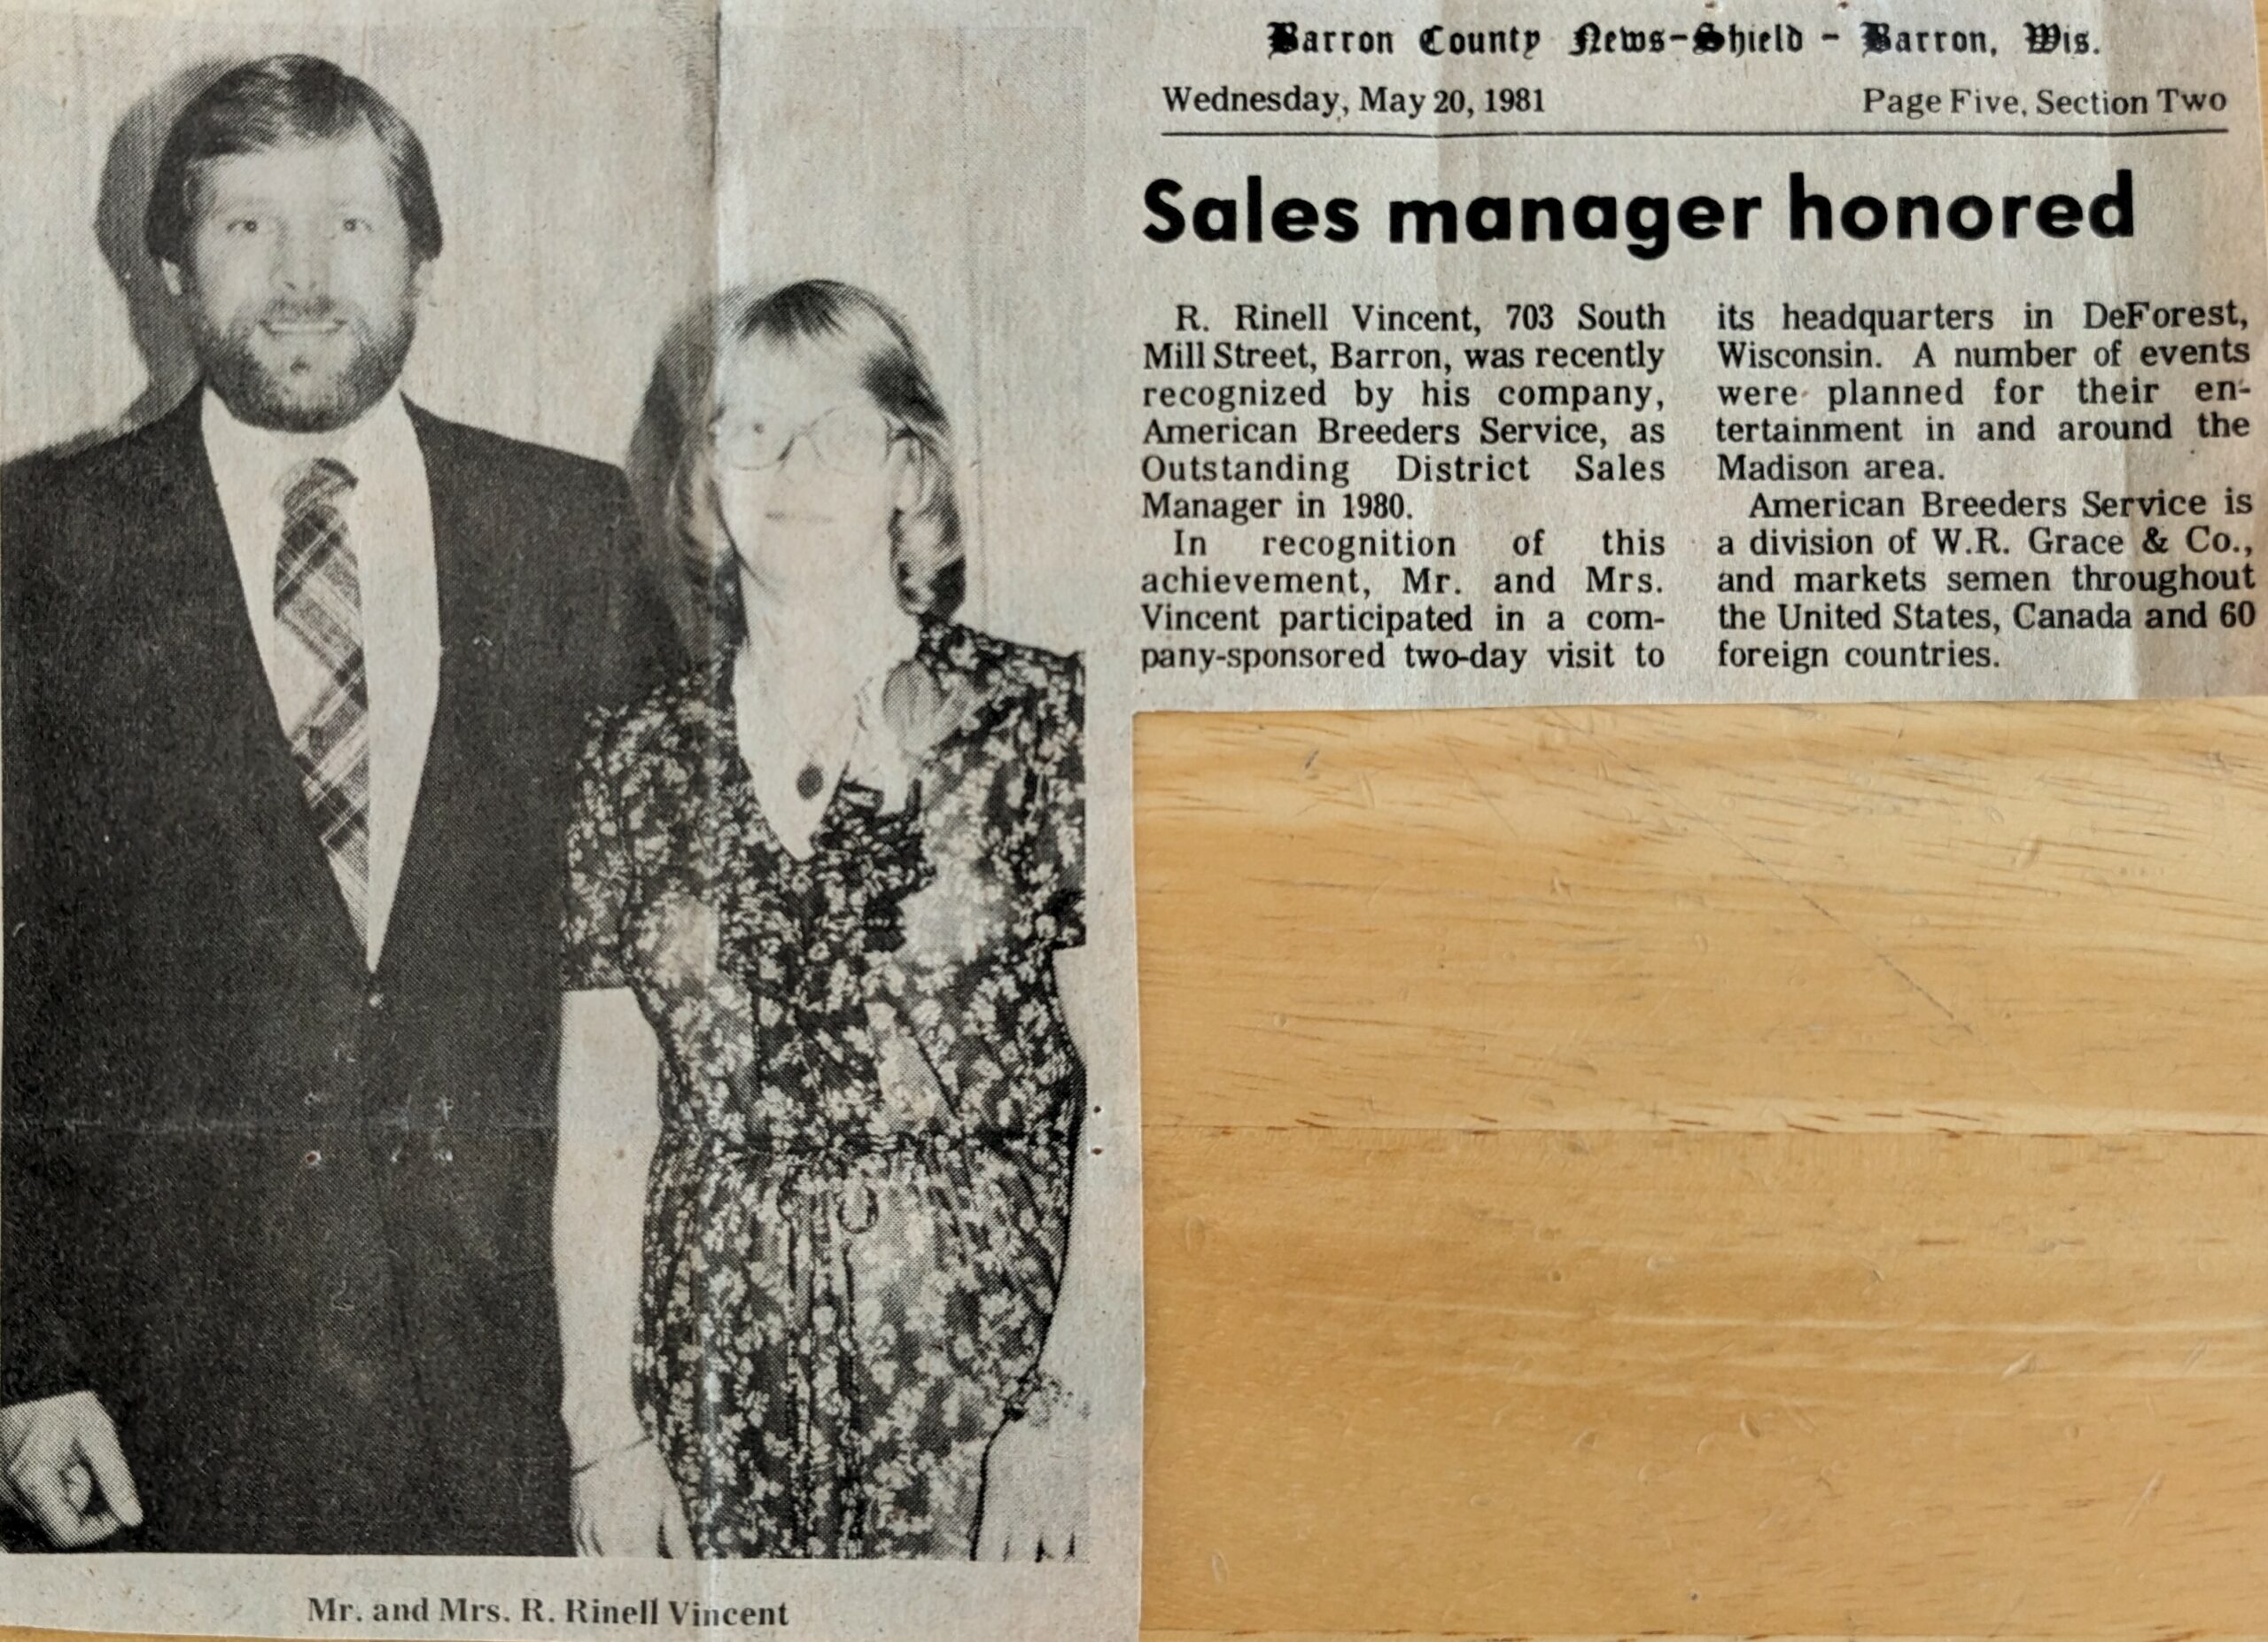 Barron County News-Shield - Barron, Wis.
Wednesday, May 20, 1981 Page Five, Section Two
Sales manager honored
R. Rinell Vincent, 703 South
Mill Street, Barron, was recently
recognized by his company,
American Breeders Service, as
Outstanding District Sales
Manager in 1980.
In recognition of this
achievement, Mr. and Mrs.
Vincent participated in a com-
pany-sponsored two-day visit to
its headquarters in DeForest,
Wisconsin. A number of events
were planned for their en-
tertainment in and around the
Madison area.
American Breeders Service is
a division of W.R. Grace & Co.,
and markets semen throughout
the United States, Canada and 60
foreign countries.
Mr. and Mrs. R. Rinell Vincent